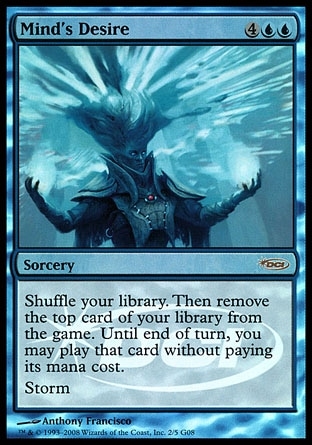 Mind's Desire 4
Sorcery
DCI
Shuffle your library. Then remove
the top card of your library from
the game. Until end of turn, you
may play that card without paying
its mana cost.
Storm
DCI
Anthony Francisco
™ & © 1993–2008 Wizards of the Coast, Inc. 2/5 G08